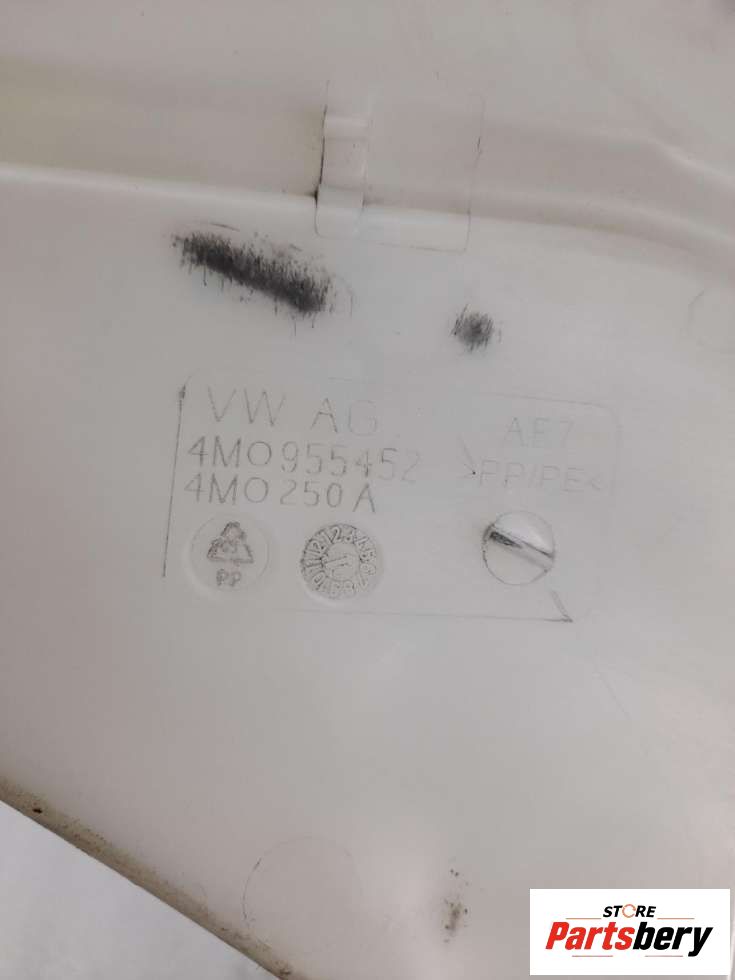 VW AG
AE7
4M0955452
>PP/PE<
4M0250A
PP
STORE
Partsbery